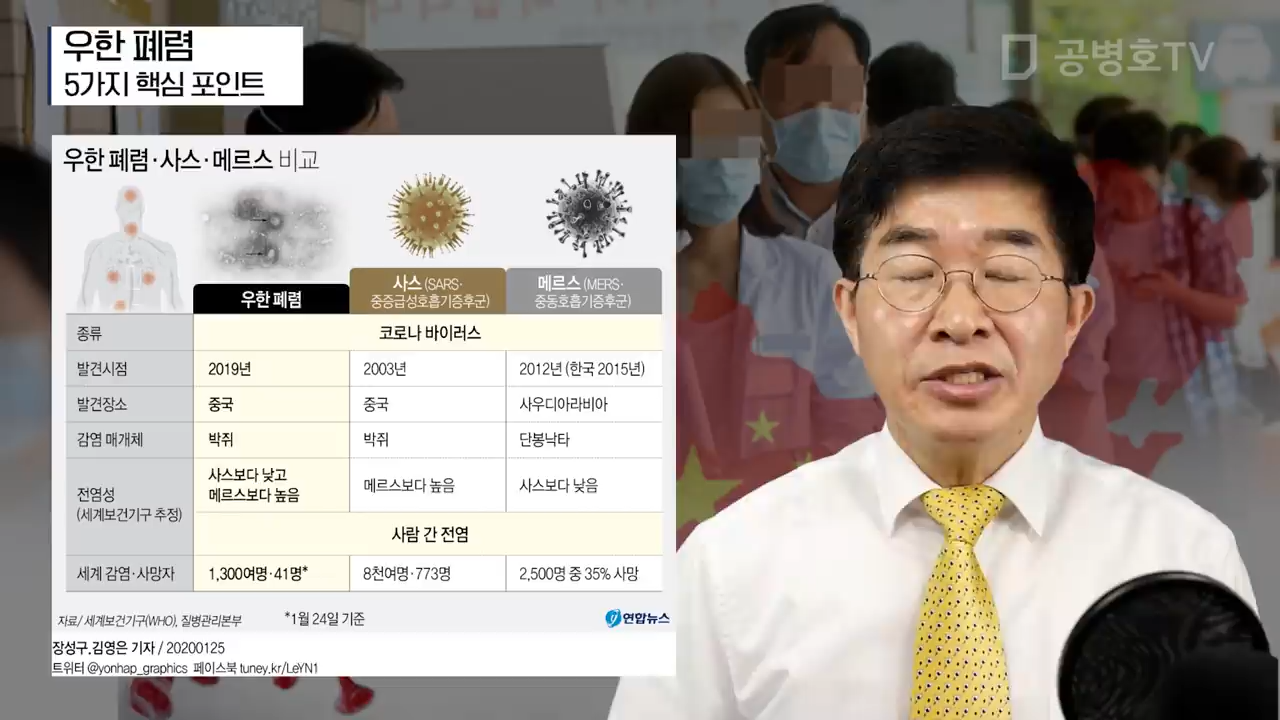 우한 폐렴
5가지 핵심 포인트
공병호TV
우한 폐렴·사스·메르스 비교
우한 폐렴
사스 (SARS·
중증급성호흡기증후군)
메르스 (MERS·
중동호흡기증후군)
종류
코로나 바이러스
발견시점
2019년
2003년
2012년 (한국 2015년)
발견장소
중국
중국
사우디아라비아
감염 매개체
박쥐
박쥐
단봉낙타
전염성
(세계보건기구 추정)
사스보다 낮고
메르스보다 높음
메르스보다 높음
사스보다 낮음
사람 간 전염
세계 감염·사망자
1,300여명·41명*
8천여명·773명
2,500명 중 35% 사망
자료/ 세계보건기구(WHO), 질병관리본부
*1월 24일 기준
연합뉴스
장성구,김영은 기자 / 20200125
트위터 @yonhap_graphics 페이스북 tuney.kr/LeYN1